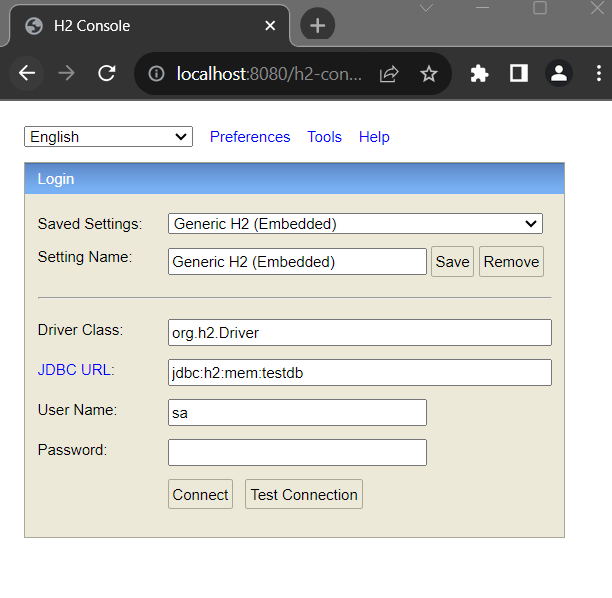 H2 Console
localhost:8080/h2-con...
English Preferences Tools Help
Login
Saved Settings: Generic H2 (Embedded)
Setting Name: Generic H2 (Embedded) Save Remove
Driver Class: org.h2.Driver
JDBC URL: jdbc:h2:mem:testdb
User Name: sa
Password:
Connect Test Connection